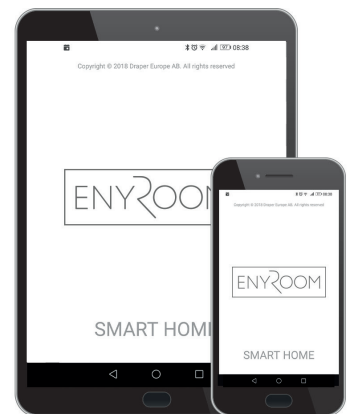 08:38
Copyright © 2018 Draper Europe AB. All rights reserved
ENYROO
SMART HOME
08:38
Copyright © 2018 Draper Europe AB. All rights reserved
ENYROOM
SMART HOME